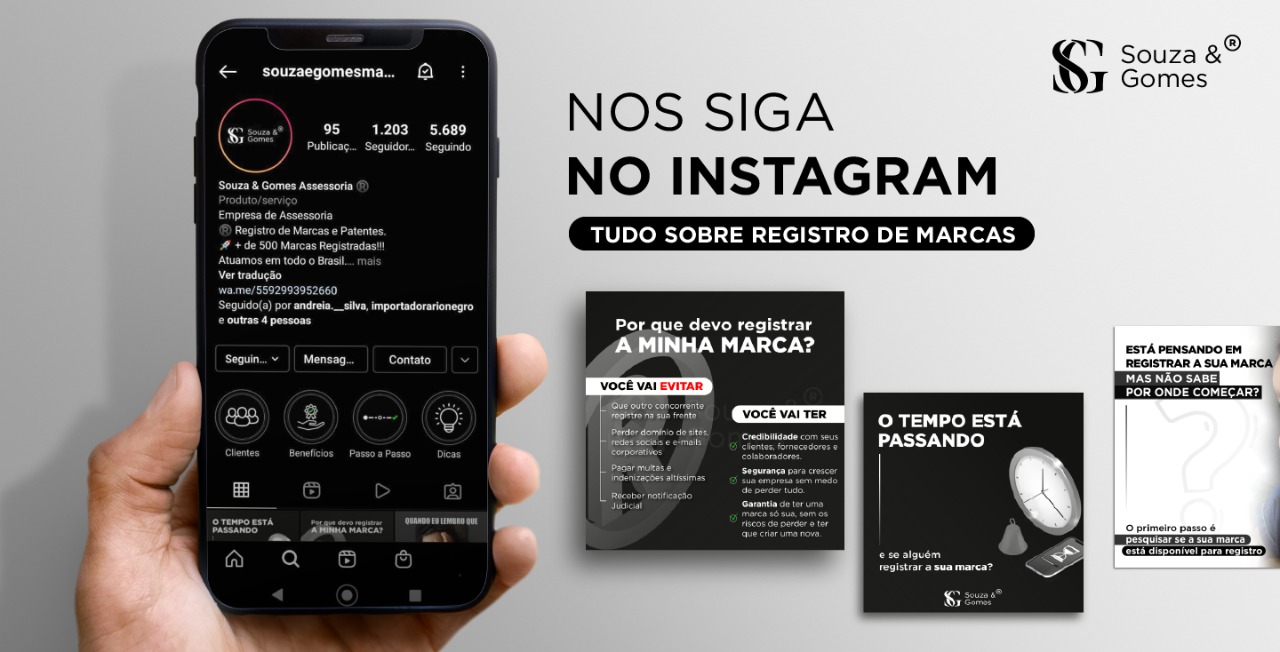 souzaegomesma...
Souza & ®
Gomes
95
Publicaç...
1.203
Seguidor...
5.689
Seguindo
Souza & Gomes Assessoria ®
Produto/serviço
Empresa de Assessoria
® Registro de Marcas e Patentes.
🚀 + de 500 Marcas Registradas!!!
Atuamos em todo o Brasil.... mais
Ver tradução
wa.me/5592993952660
Seguido(a) por andreia.__silva, importadorarionegro
e outras 4 pessoas
Seguin...
Mensag...
Contato
Clientes
Benefícios
Passo a Passo
Dicas
O TEMPO ESTÁ
PASSANDO
Por que devo registrar
A MINHA MARCA?
QUANDO EU LEMBRO QUE
NOS SIGA
NO INSTAGRAM
TUDO SOBRE REGISTRO DE MARCAS
SG Souza & ®
Gomes
Por que devo registrar
A MINHA MARCA?
VOCÊ VAI EVITAR
Que outro concorrente
registre na sua frente
Perder domínio de sites,
redes sociais e e-mails
corporativos
Pagar multas e
indenizações altíssimas
Receber notificação
Judicial
VOCÊ VAI TER
Credibilidade com seus
clientes, fornecedores e
colaboradores.
Segurança para crescer
sua empresa sem medo
de perder tudo.
Garantia de ter uma
marca só sua, sem os
riscos de perder e ter
que criar uma nova.
O TEMPO ESTÁ
PASSANDO
e se alguém
registrar a sua marca?
SG Souza & ®
Gomes
ESTÁ PENSANDO EM
REGISTRAR A SUA MARCA
MAS NÃO SABE
POR ONDE COMEÇAR?
O primeiro passo é
pesquisar se a sua marca
está disponível para registro